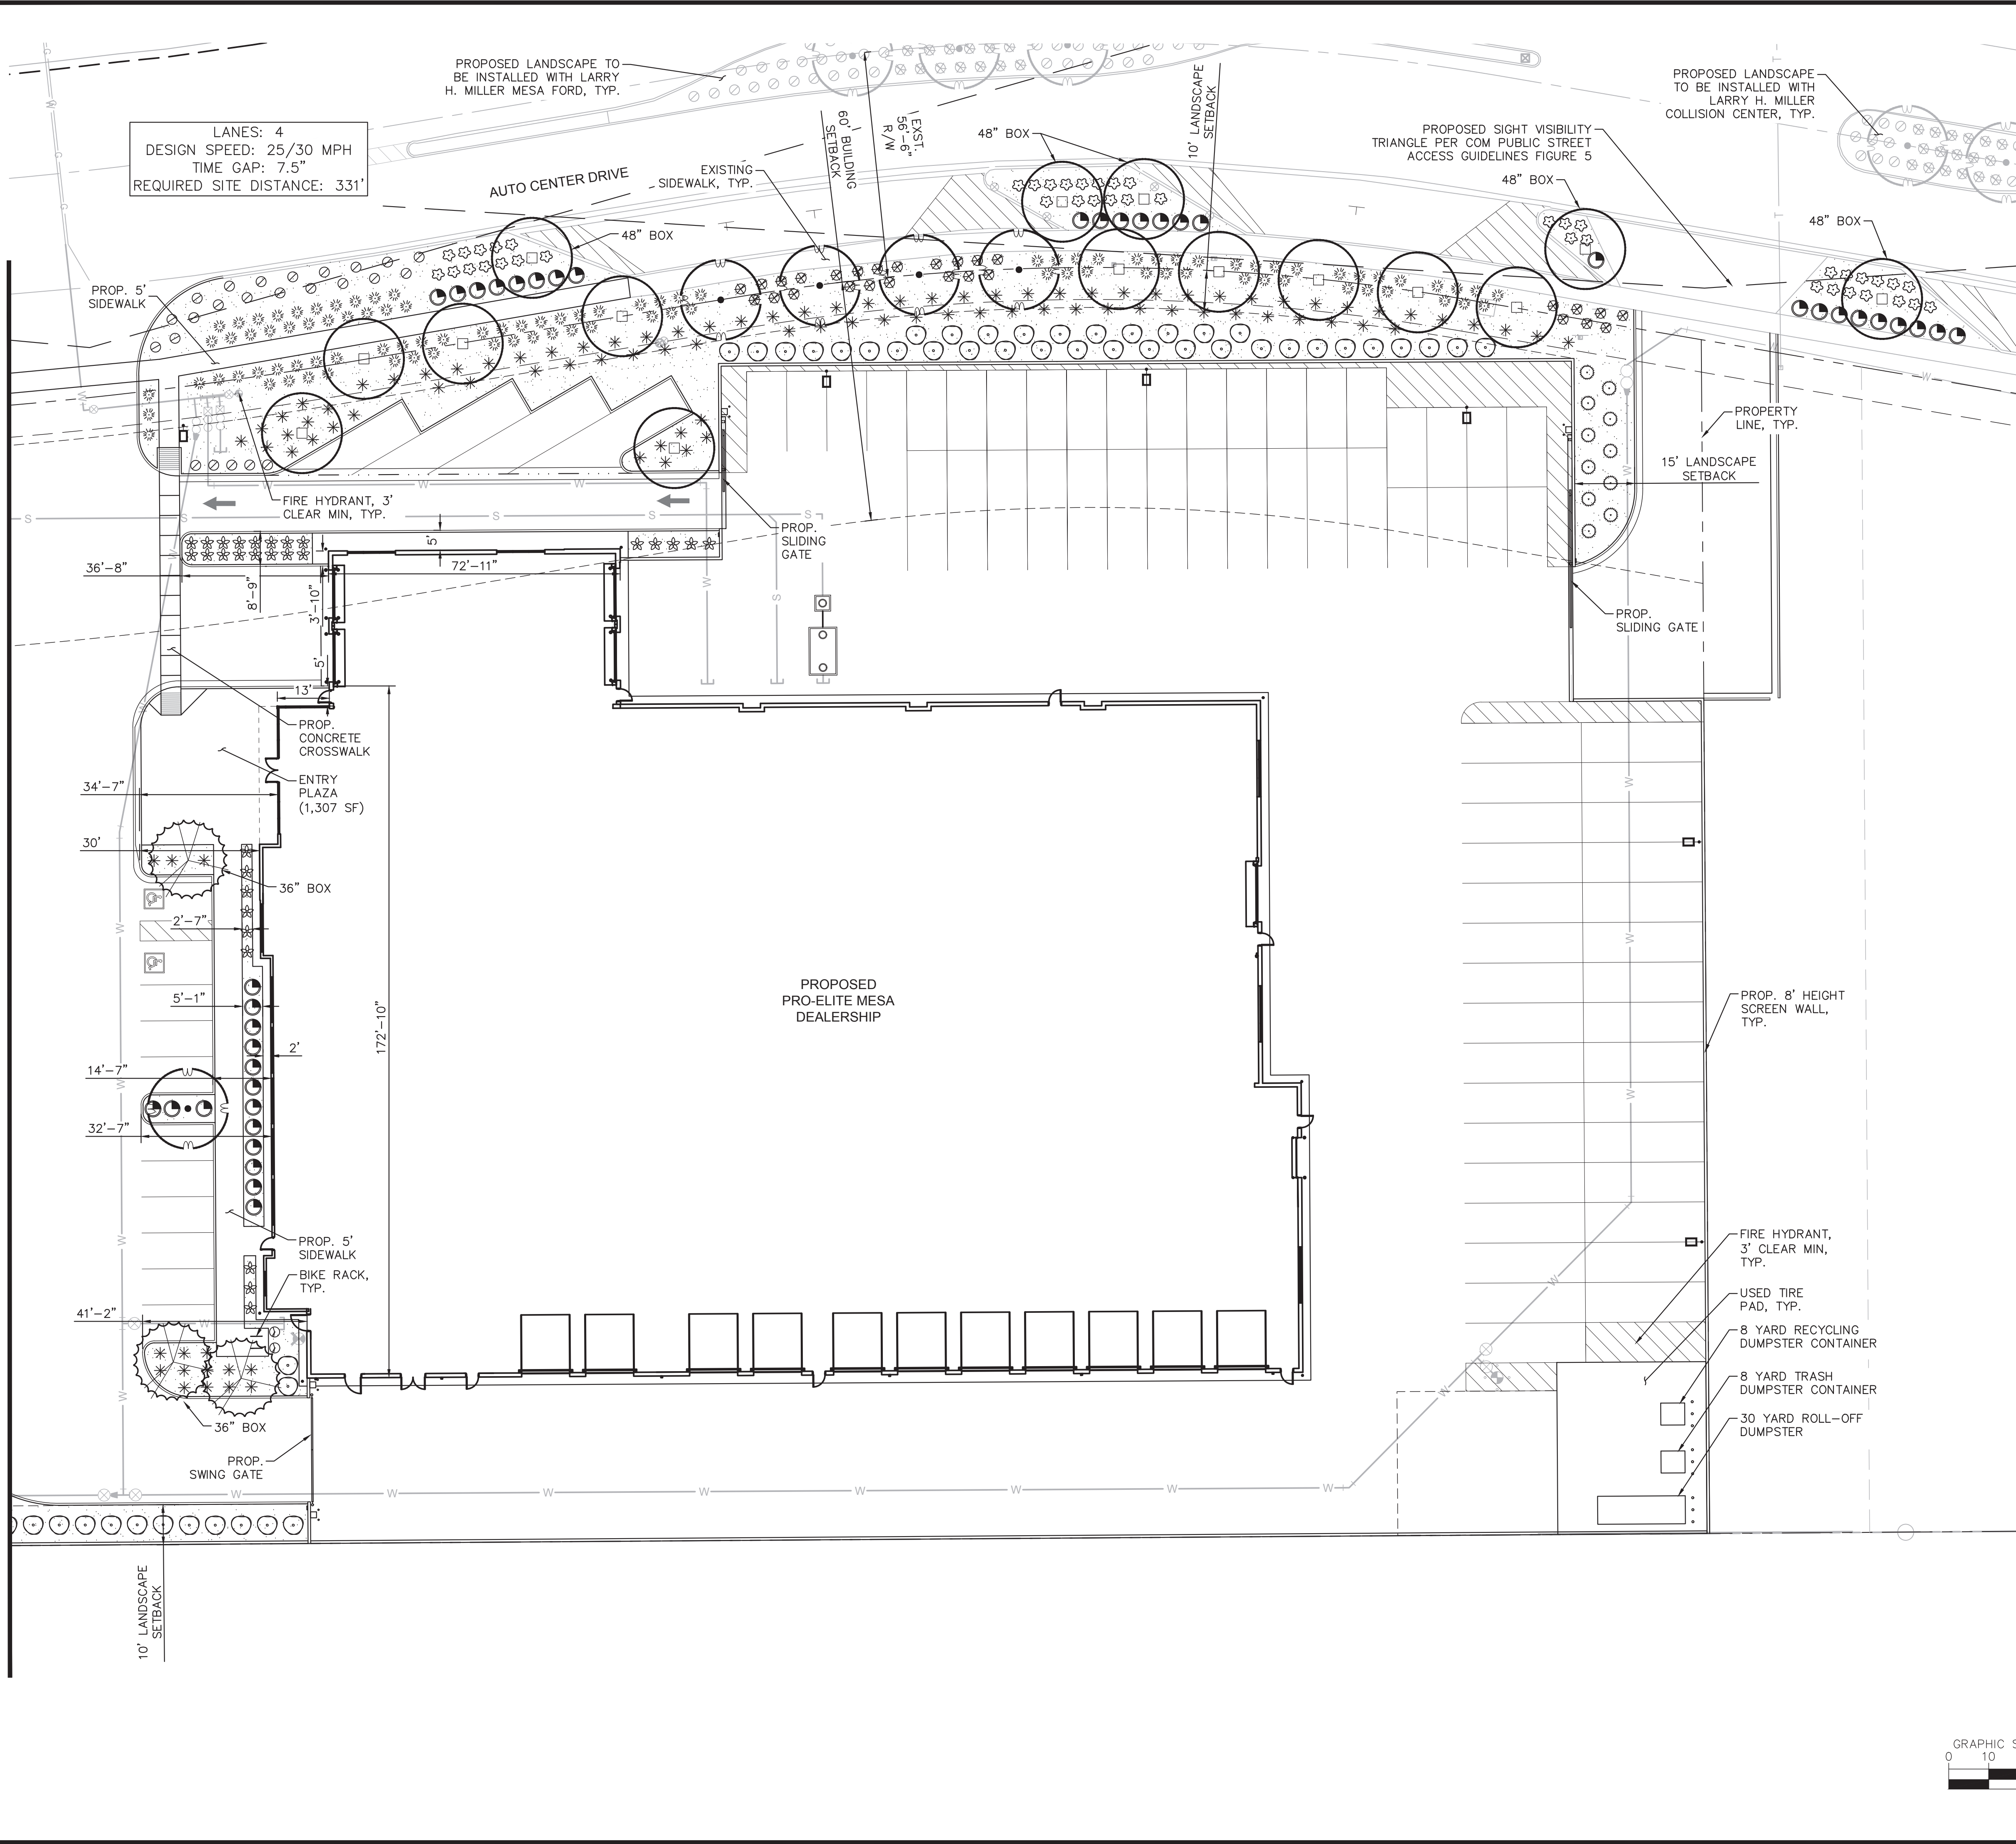 PROPOSED LANDSCAPE TO
BE INSTALLED WITH LARRY
H. MILLER MESA FORD, TYP.
LANES: 4
DESIGN SPEED: 25/30 MPH
TIME GAP: 7.5"
REQUIRED SITE DISTANCE: 331'
AUTO CENTER DRIVE
EXISTING
SIDEWALK, TYP.
60' BUILDING
SETBACK
EXST.
56'-6"
R/W
48" BOX
10' LANDSCAPE
SETBACK
PROPOSED SIGHT VISIBILITY
TRIANGLE PER COM PUBLIC STREET
ACCESS GUIDELINES FIGURE 5
48" BOX
PROPOSED LANDSCAPE
TO BE INSTALLED WITH
LARRY H. MILLER
COLLISION CENTER, TYP.
48" BOX
48" BOX
PROP. 5'
SIDEWALK
PROPERTY
LINE, TYP.
15' LANDSCAPE
SETBACK
FIRE HYDRANT, 3'
CLEAR MIN, TYP.
PROP.
SLIDING
GATE
5'
72'-11"
36'-8"
8'-9"
3'-10"
5'
13'
PROP.
SLIDING GATE
PROP.
CONCRETE
CROSSWALK
ENTRY
PLAZA
(1,307 SF)
34'-7"
30'
36" BOX
2'-7"
5'-1"
172'-10"
2'
14'-7"
32'-7"
PROPOSED
PRO-ELITE MESA
DEALERSHIP
PROP. 8' HEIGHT
SCREEN WALL,
TYP.
PROP. 5'
SIDEWALK
BIKE RACK,
TYP.
41'-2"
36" BOX
PROP.
SWING GATE
FIRE HYDRANT,
3' CLEAR MIN,
TYP.
USED TIRE
PAD, TYP.
8 YARD RECYCLING
DUMPSTER CONTAINER
8 YARD TRASH
DUMPSTER CONTAINER
30 YARD ROLL-OFF
DUMPSTER
10' LANDSCAPE
SETBACK
GRAPHIC S
0 10